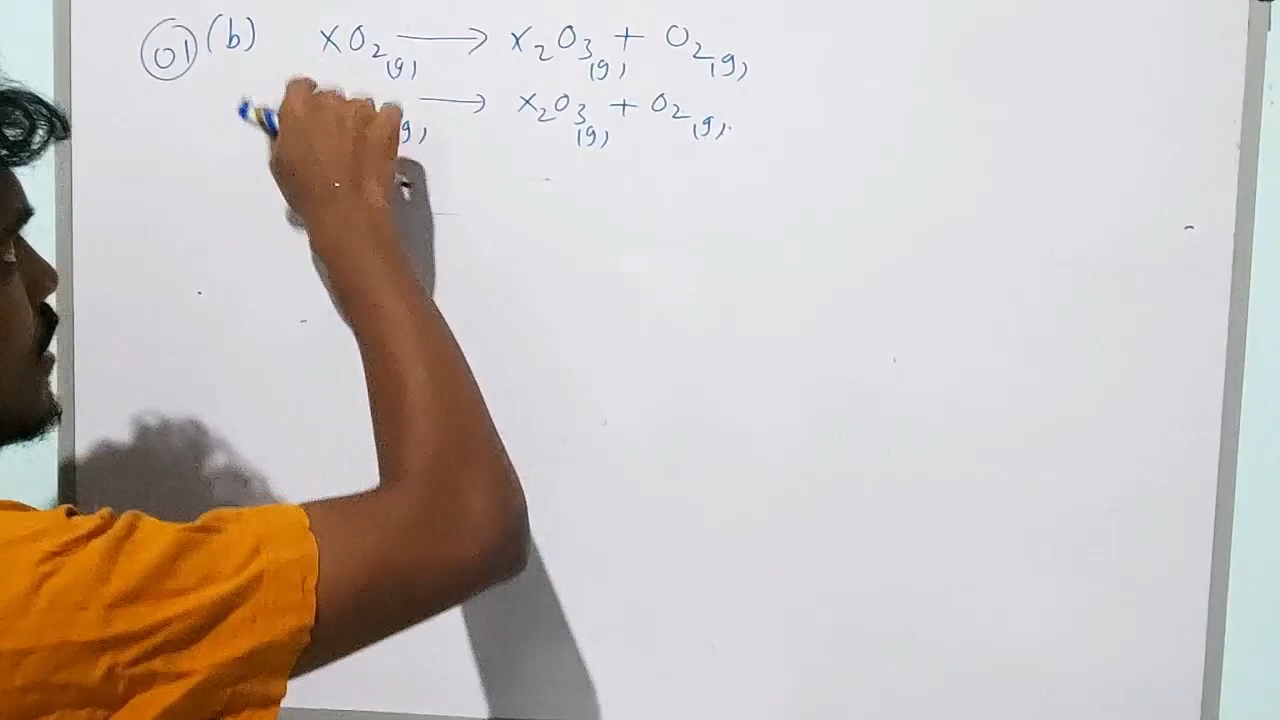 01 (b) XO2(g) → X2O3(g) + O2(g)
(g) → X2O3(g) + O2(g)